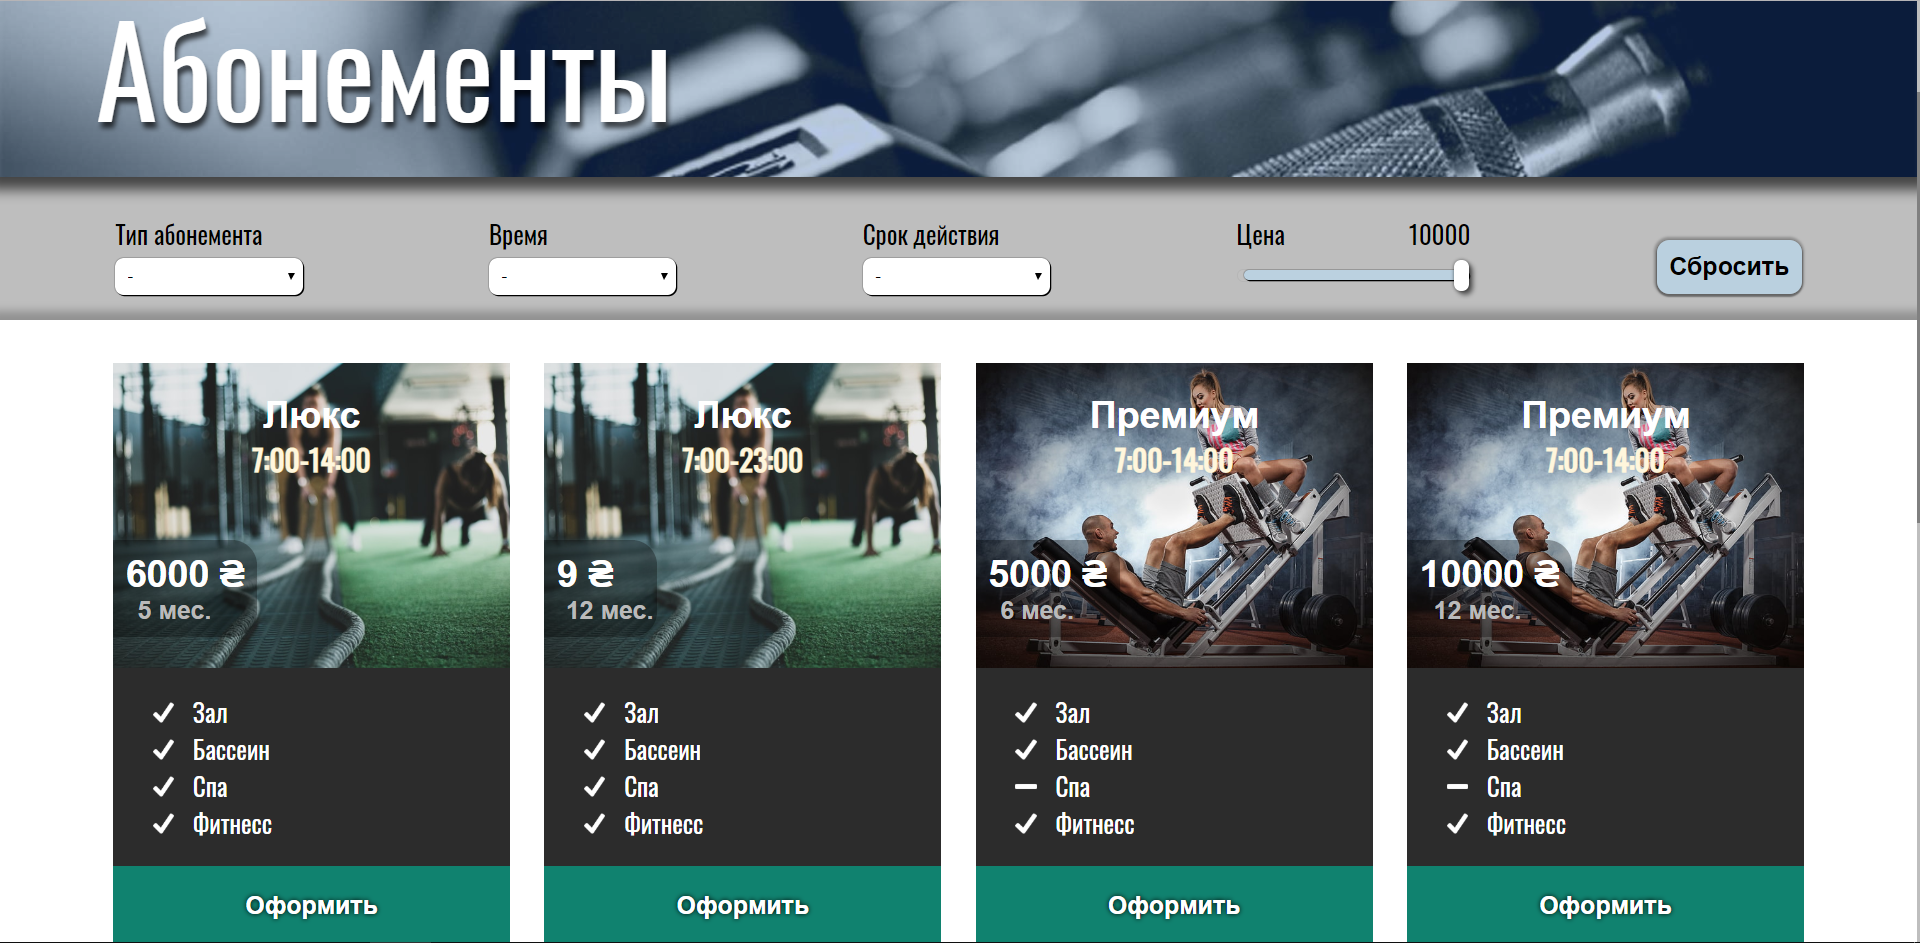 Абонементы
Тип абонемента
-
Время
-
Срок действия
-
Цена 10000
Сбросить
Люкс
7:00-14:00
6000 ₴
5 мес.
Зал
Бассеин
Спа
Фитнесс
Оформить
Люкс
7:00-23:00
9 ₴
12 мес.
Зал
Бассеин
Спа
Фитнесс
Оформить
Премиум
7:00-14:00
5000 ₴
6 мес.
Зал
Бассеин
Спа
Фитнесс
Оформить
Премиум
7:00-14:00
10000 ₴
12 мес.
Зал
Бассеин
Спа
Фитнесс
Оформить